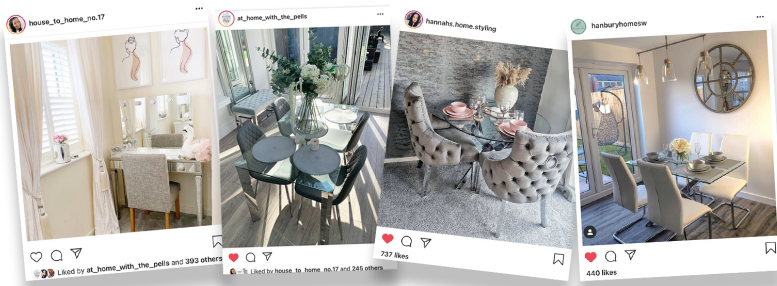 house_to_home_no.17
Liked by at_home_with_the_pells and 393 others
at_home_with_the_pells
Liked by house_to_home_no.17 and 245 others
hannahs.home.styling
737 likes
hanburyhomesw
440 likes